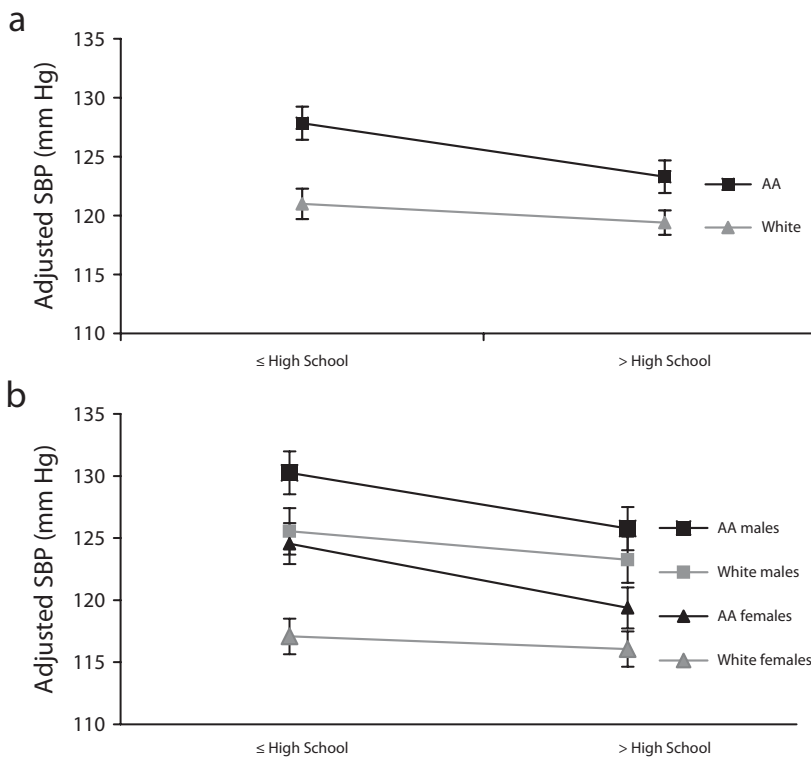 a
Adjusted SBP (mm Hg)
135
130
125
120
115
110
≤ High School
> High School
AA
White
b
Adjusted SBP (mm Hg)
135
130
125
120
115
110
≤ High School
> High School
AA males
White males
AA females
White females